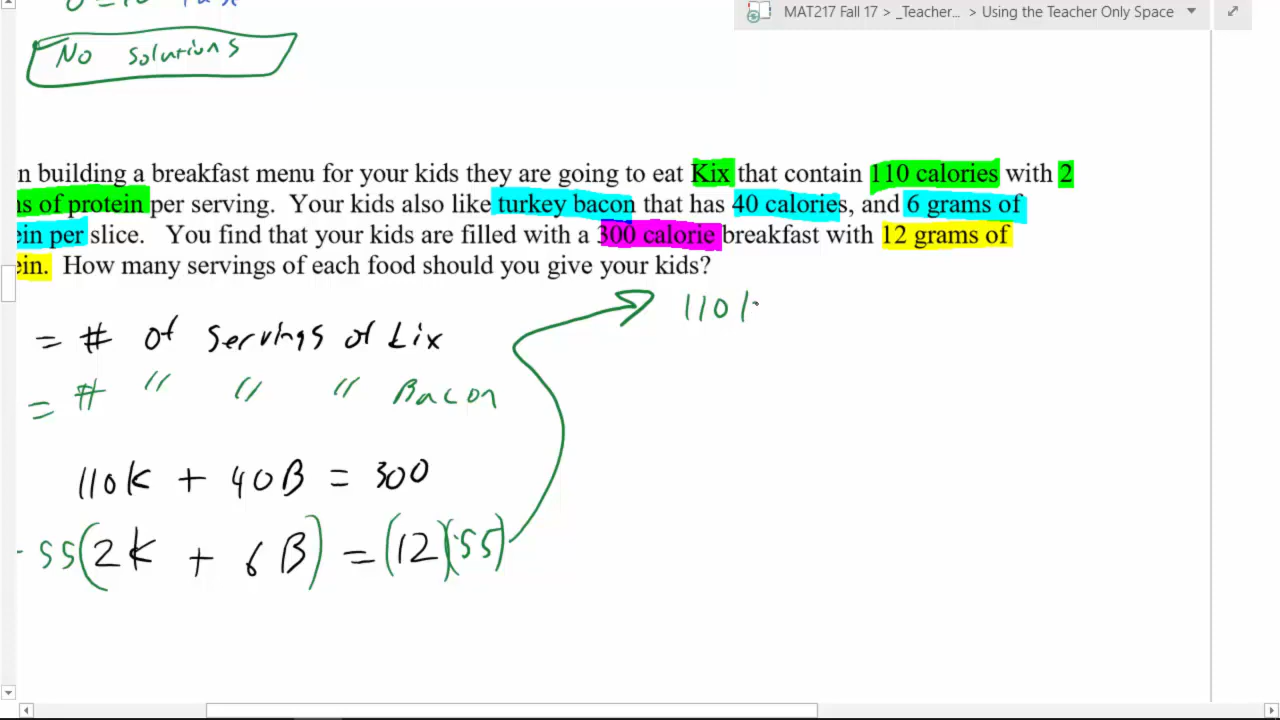 MAT217 Fall 17 > _Teacher... > Using the Teacher Only Space
No solutions
n building a breakfast menu for your kids they are going to eat Kix that contain 110 calories with 2
s of protein per serving. Your kids also like turkey bacon that has 40 calories, and 6 grams of
ein per slice. You find that your kids are filled with a 300 calorie breakfast with 12 grams of
ein. How many servings of each food should you give your kids?
110
= # of servings of Kix
= # " " " Bacon
110K + 40B = 300
-55(2K + 6B) = (12)(-55)